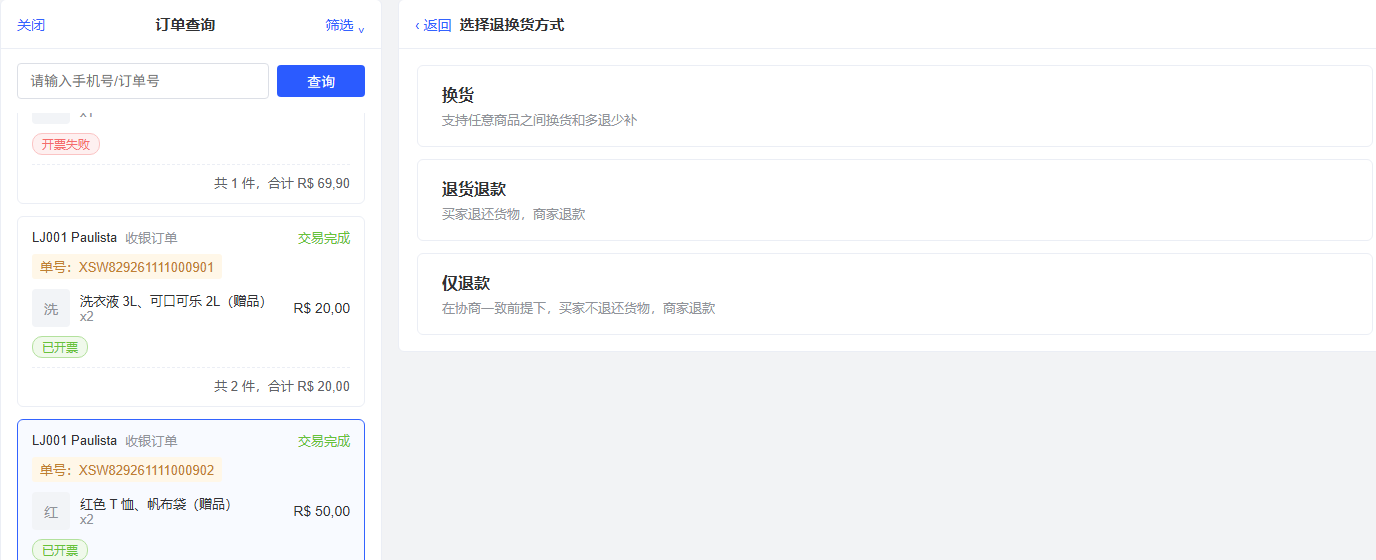 关闭
订单查询
筛选 ˅
请输入手机号/订单号
查询
x1
开票失败
共 1 件，合计 R$ 69,90
LJ001 Paulista 收银订单
交易完成
单号：XSW829261111000901
洗
洗衣液 3L、可口可乐 2L（赠品）
x2
R$ 20,00
已开票
共 2 件，合计 R$ 20,00
LJ001 Paulista 收银订单
交易完成
单号：XSW829261111000902
红
红色 T 恤、帆布袋（赠品）
x2
R$ 50,00
已开票
‹ 返回 选择退换货方式
换货
支持任意商品之间换货和多退少补
退货退款
买家退还货物，商家退款
仅退款
在协商一致前提下，买家不退还货物，商家退款